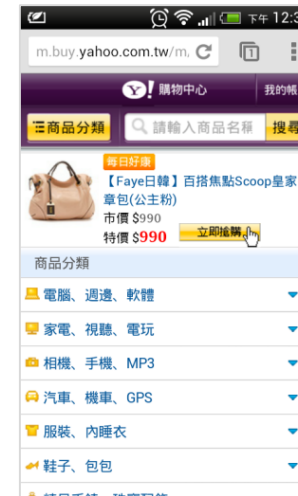 下午 12:3
m.buy.yahoo.com.tw/m,
1
Y! 購物中心
我的帳
商品分類
請輸入商品名稱
搜尋
每日好康
【Faye日韓】百搭焦點Scoop皇家
章包(公主粉)
市價 $990
特價 $990
立即搶購
商品分類
電腦、週邊、軟體
家電、視聽、電玩
相機、手機、MP3
汽車、機車、GPS
服裝、內睡衣
鞋子、包包